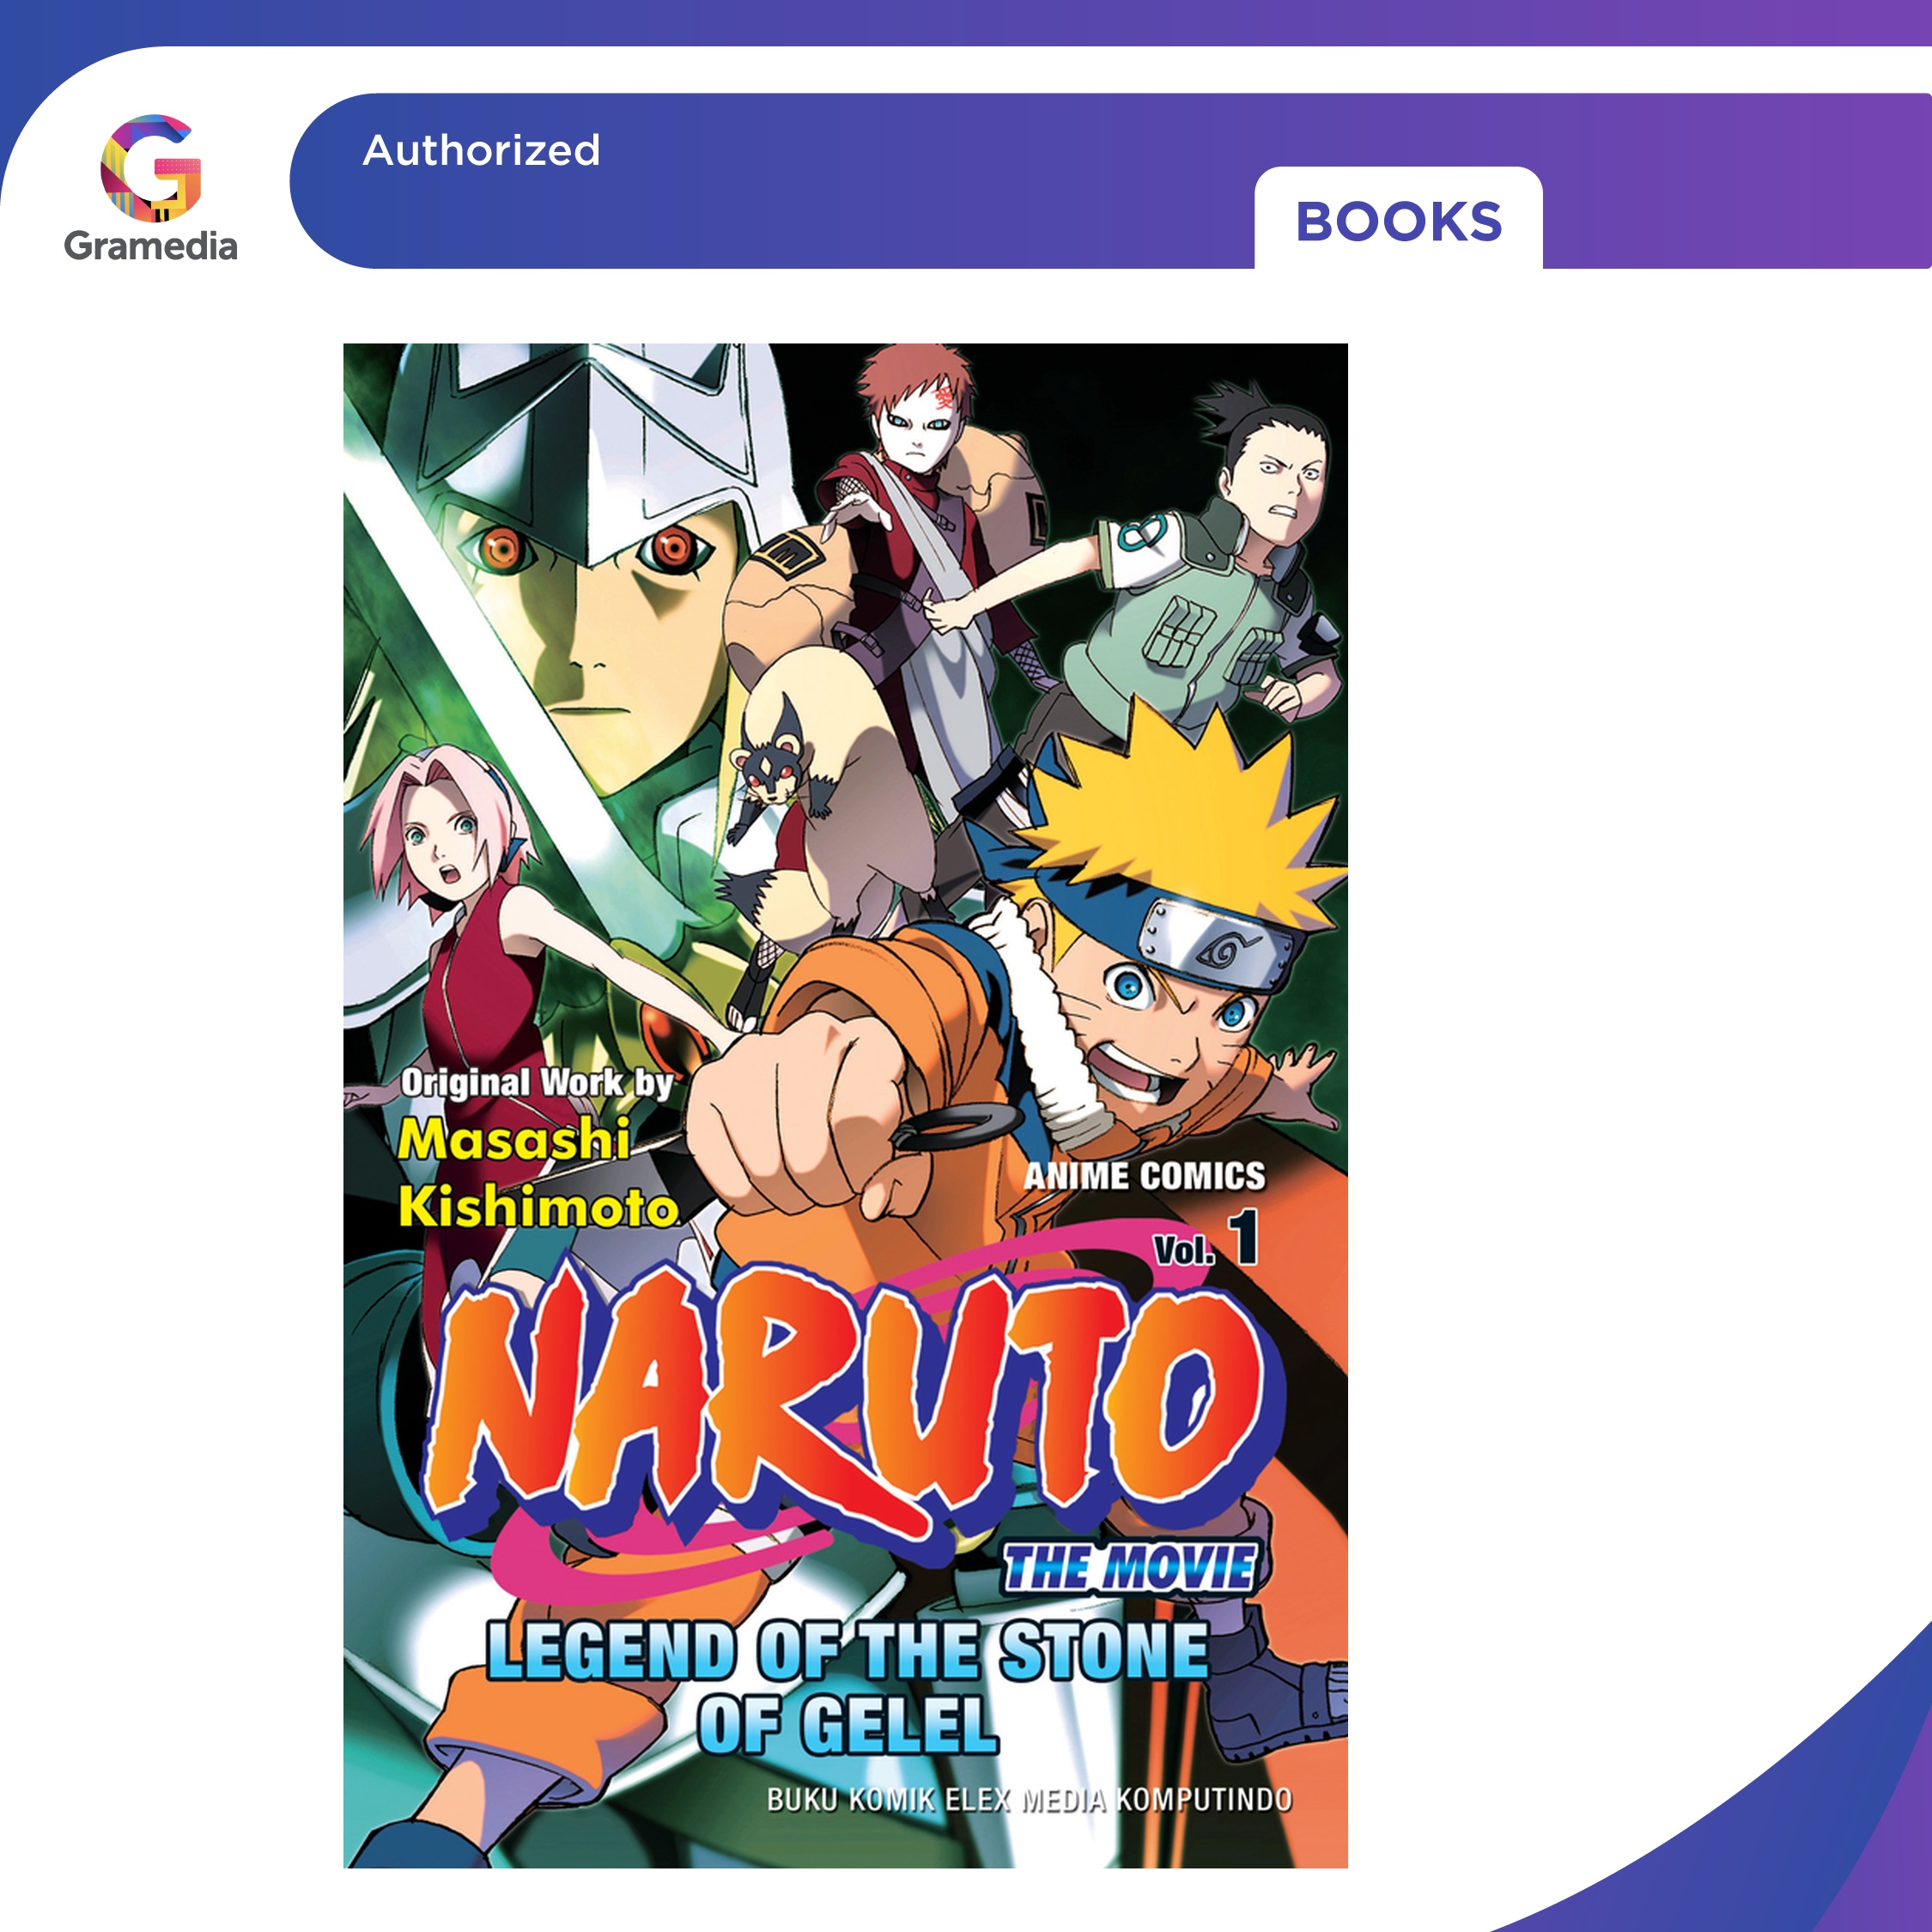 Authorized
BOOKS
Gramedia
愛
Original Work by
Masashi
Kishimoto
ANIME COMICS
Vol. 1
NARUTO
THE MOVIE
LEGEND OF THE STONE
OF GELEL
BUKU KOMIK ELEX MEDIA KOMPUTINDO